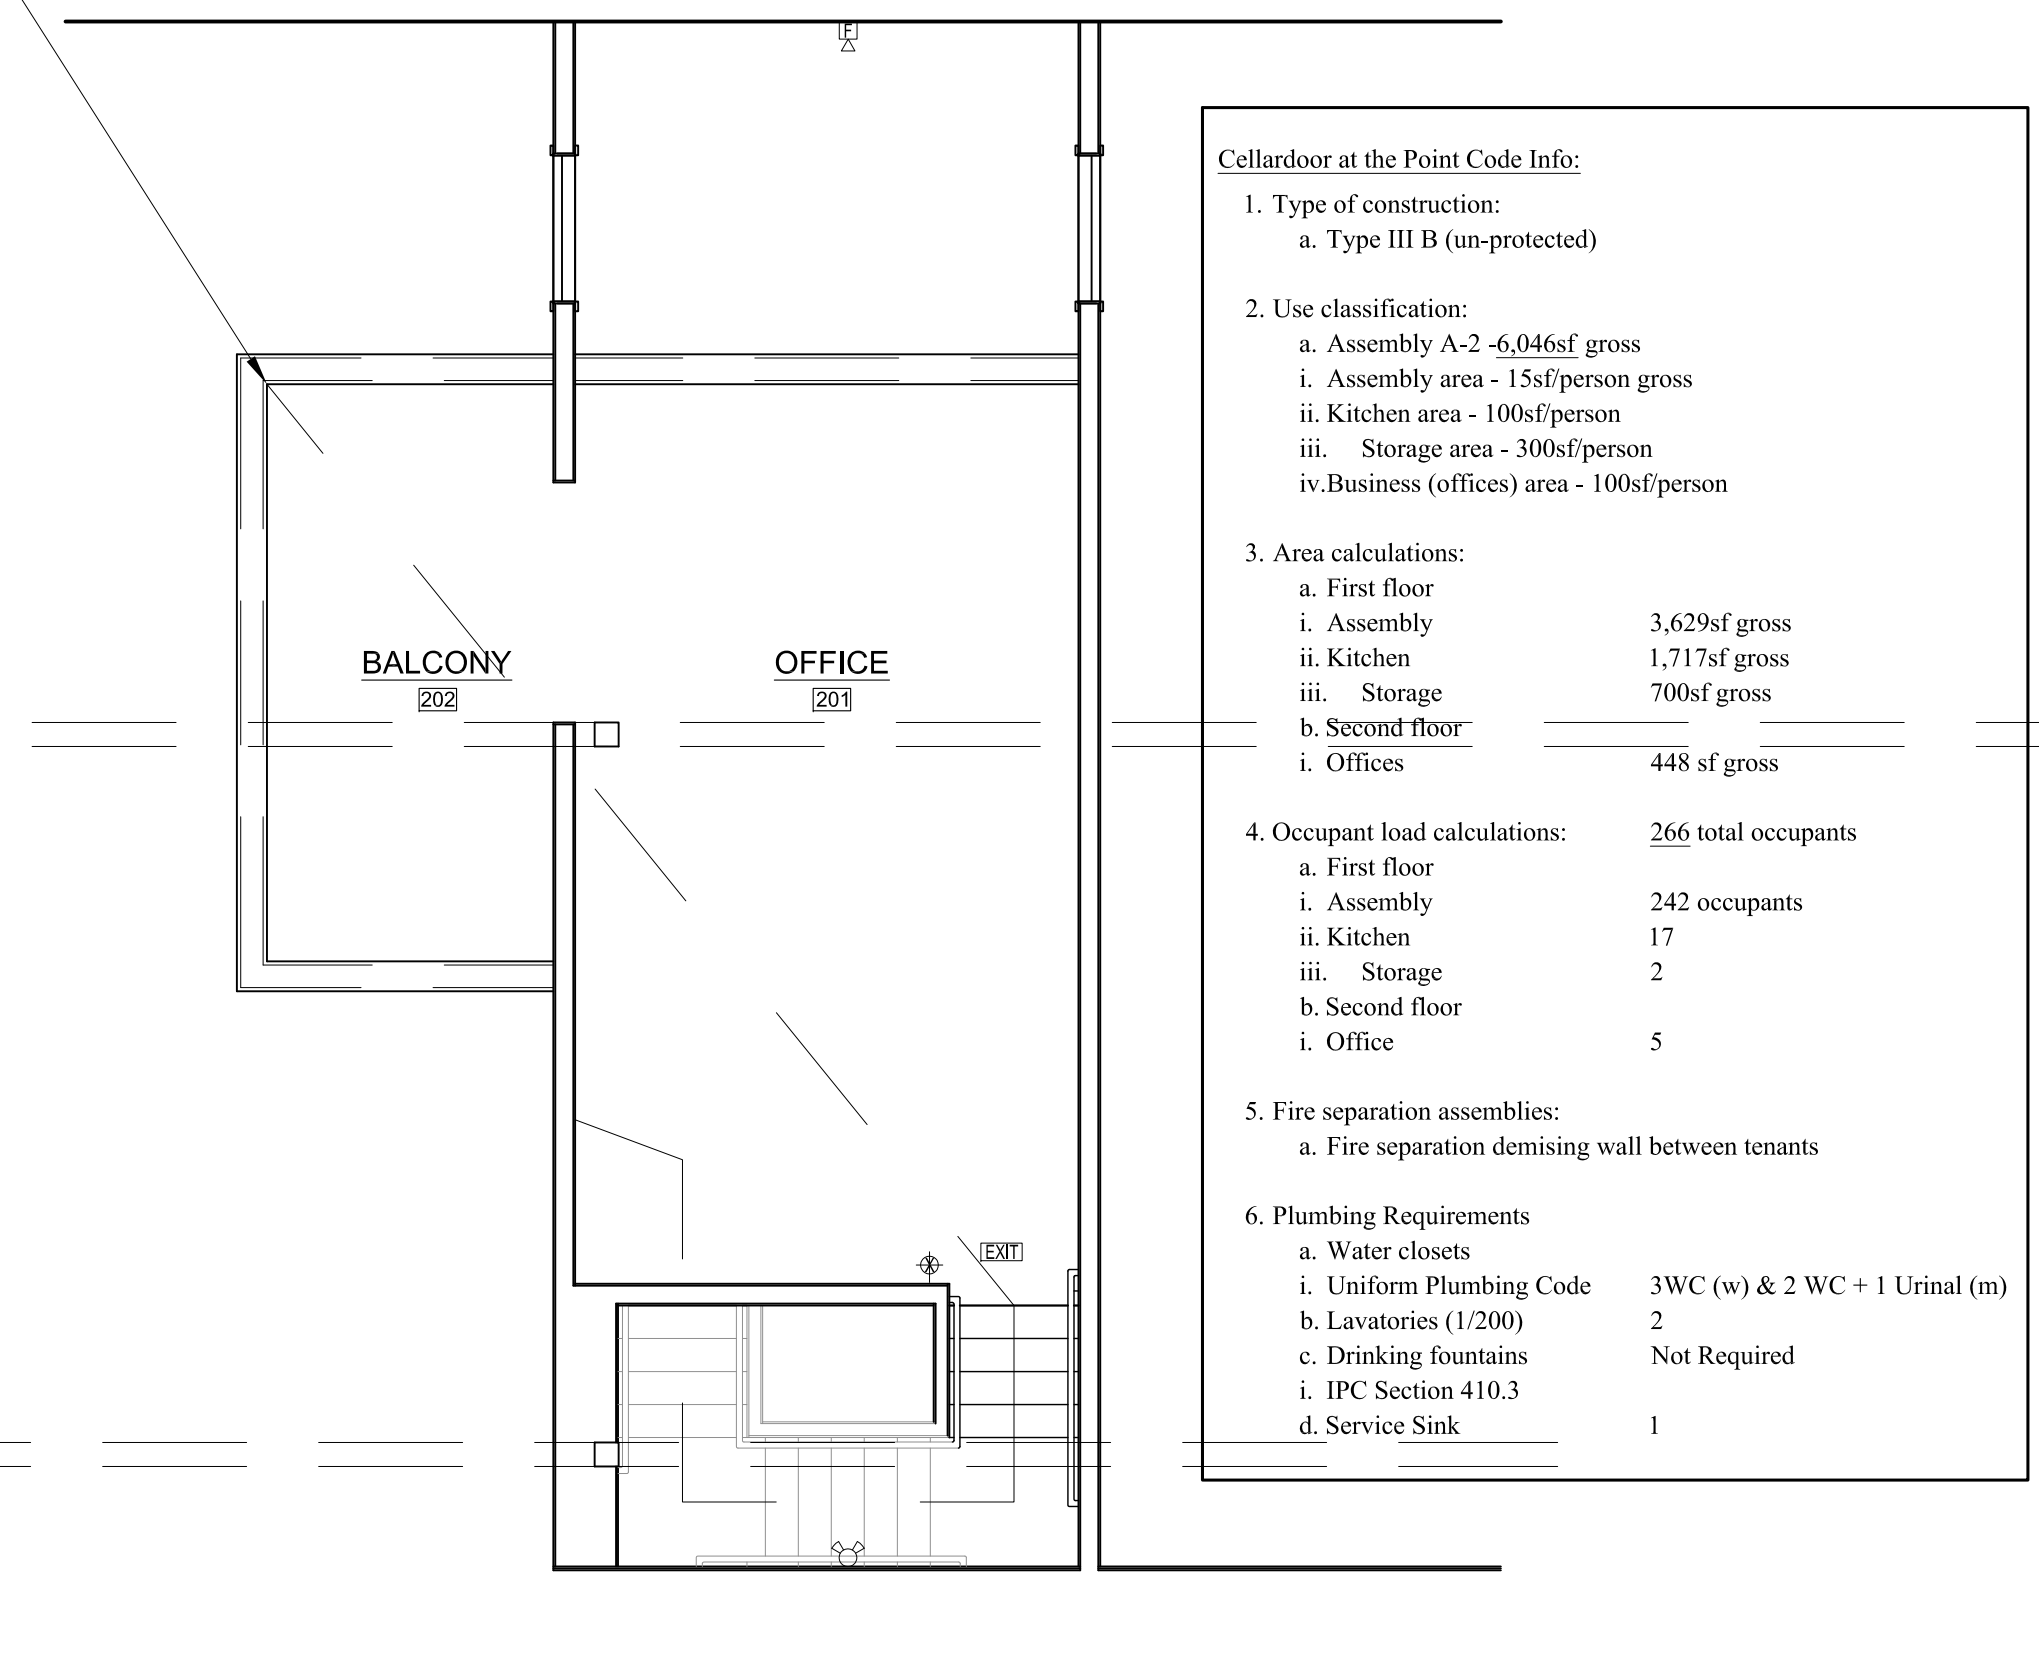 F
Cellardoor at the Point Code Info:
1. Type of construction:
a. Type III B (un-protected)
2. Use classification:
a. Assembly A-2 -6,046sf gross
i. Assembly area - 15sf/person gross
ii. Kitchen area - 100sf/person
iii. Storage area - 300sf/person
iv.Business (offices) area - 100sf/person
3. Area calculations:
a. First floor
i. Assembly 3,629sf gross
ii. Kitchen 1,717sf gross
iii. Storage 700sf gross
b. Second floor
i. Offices 448 sf gross
4. Occupant load calculations: 266 total occupants
a. First floor
i. Assembly 242 occupants
ii. Kitchen 17
iii. Storage 2
b. Second floor
i. Office 5
5. Fire separation assemblies:
a. Fire separation demising wall between tenants
6. Plumbing Requirements
a. Water closets
i. Uniform Plumbing Code 3WC (w) & 2 WC + 1 Urinal (m)
b. Lavatories (1/200) 2
c. Drinking fountains Not Required
i. IPC Section 410.3
d. Service Sink 1
BALCONY
202
OFFICE
201
EXIT